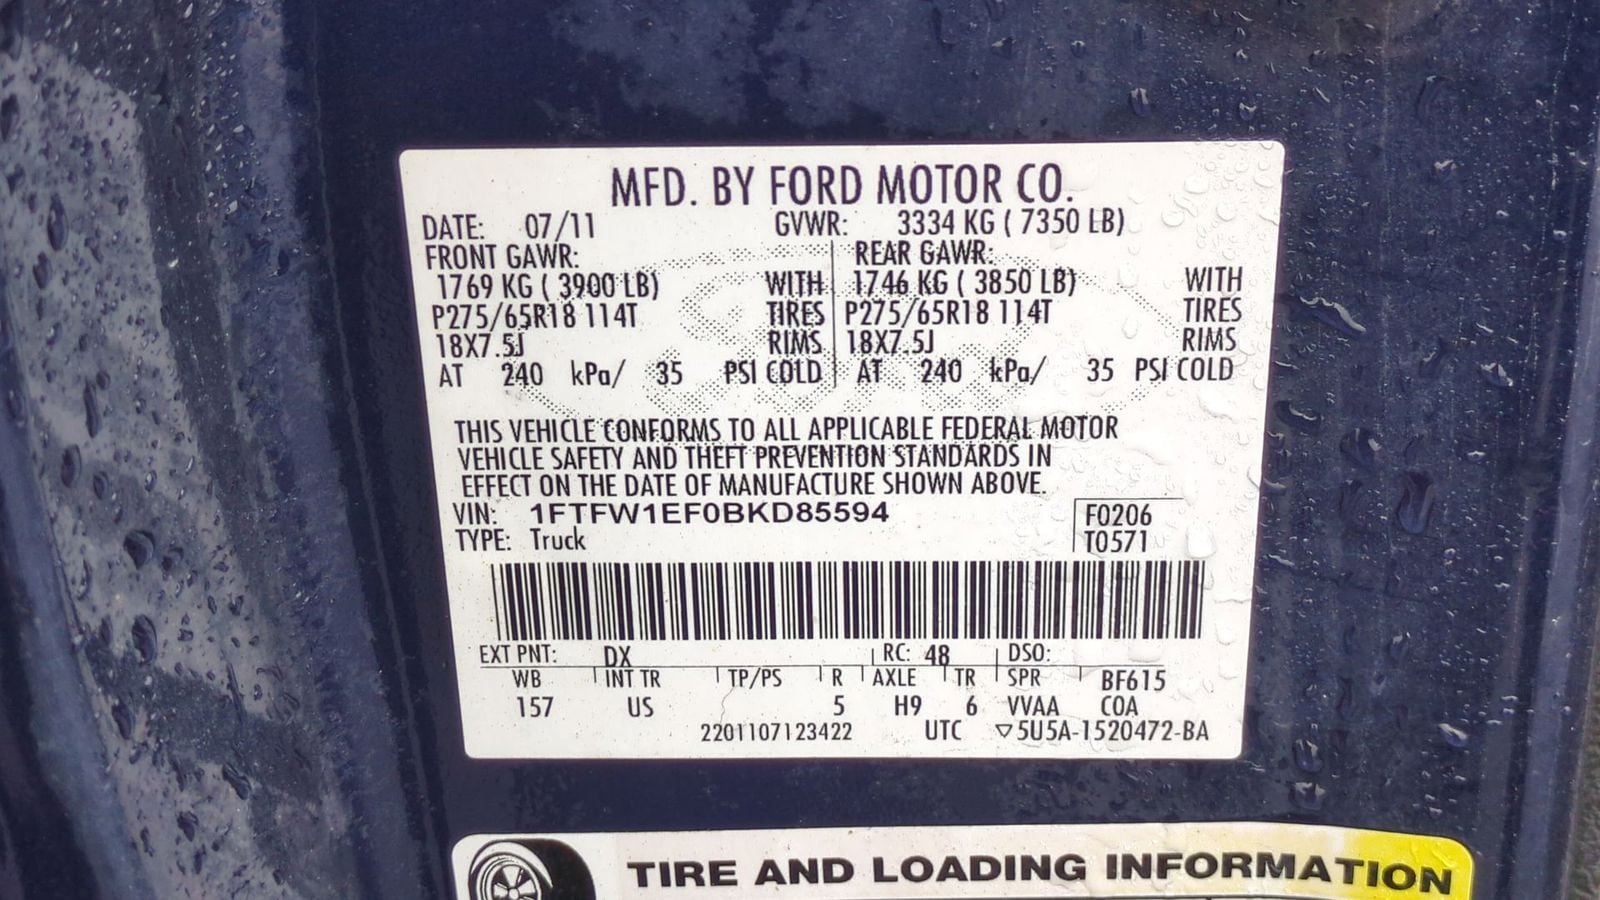 MFD. BY FORD MOTOR CO.
DATE: 07/11 GVWR: 3334 KG ( 7350 LB)
FRONT GAWR: REAR GAWR:
1769 KG ( 3900 LB) WITH 1746 KG ( 3850 LB) WITH
P275/65R18 114T TIRES P275/65R18 114T TIRES
18X7.5J RIMS 18X7.5J RIMS
AT 240 kPa/ 35 PSI COLD AT 240 kPa/ 35 PSI COLD
THIS VEHICLE CONFORMS TO ALL APPLICABLE FEDERAL MOTOR
VEHICLE SAFETY AND THEFT PREVENTION STANDARDS IN
EFFECT ON THE DATE OF MANUFACTURE SHOWN ABOVE.
VIN: 1FTFW1EF0BKD85594 F0206
TYPE: Truck T0571
EXT PNT: DX RC: 48 DSO:
WB INT TR TP/PS R AXLE TR SPR BF615
157 US 5 H9 6 VVAA COA
2201107123422 UTC ▽5U5A-1520472-BA
TIRE AND LOADING INFORMATION